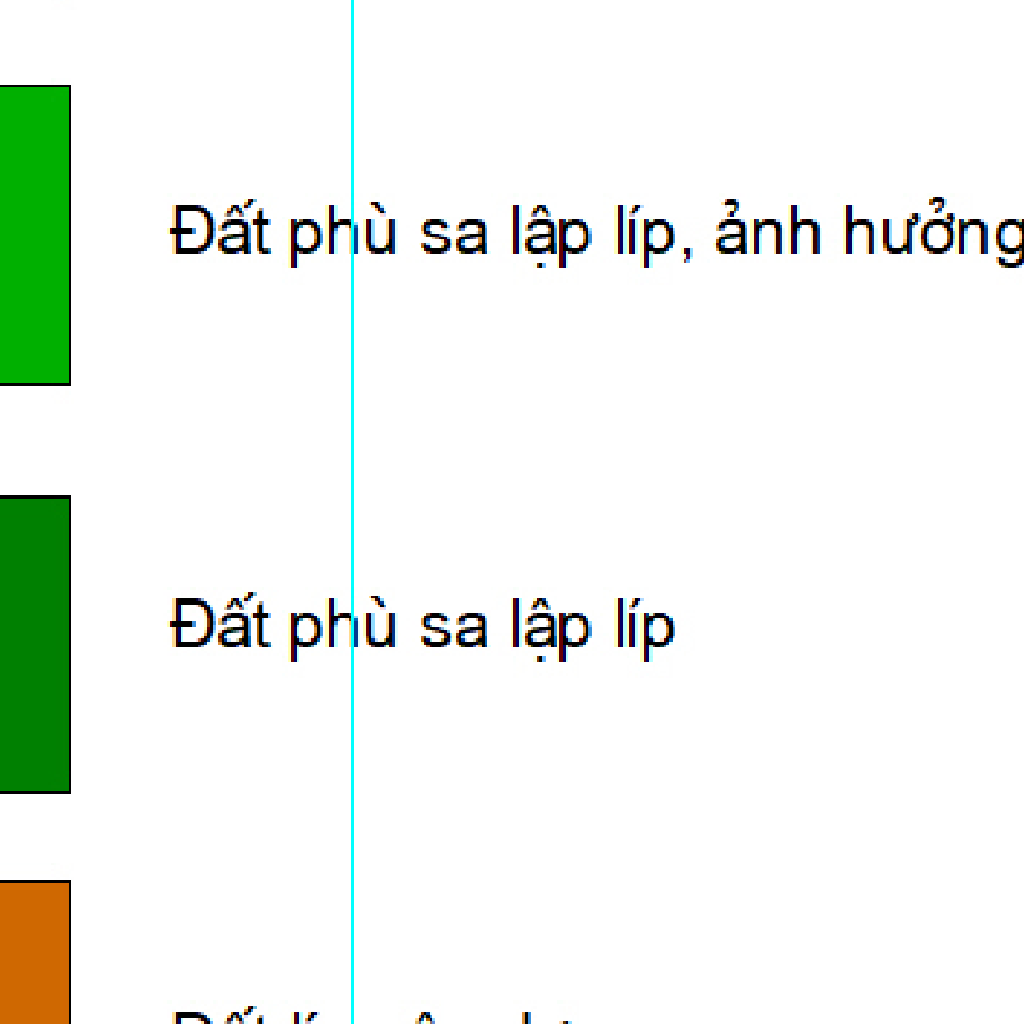 Đất phù sa lập líp, ảnh hưởng
Đất phù sa lập líp